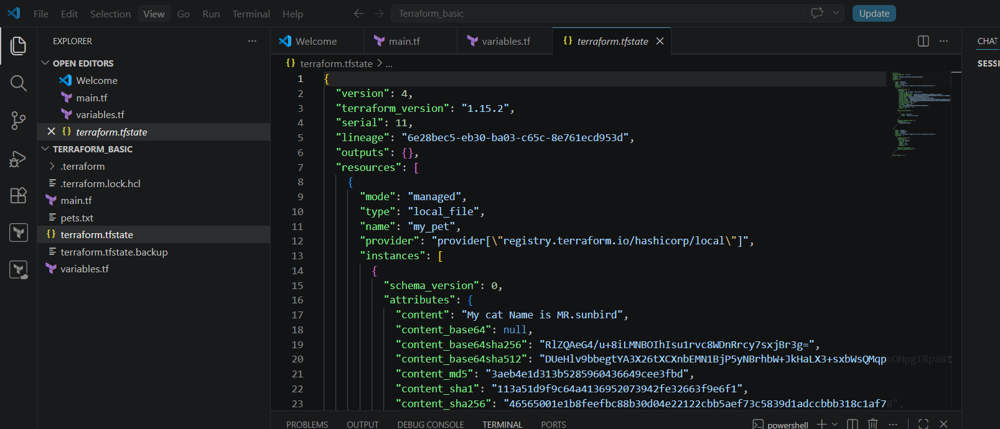 File Edit Selection View Go Run Terminal Help Terraform_basic Update
EXPLORER
OPEN EDITORS
Welcome
main.tf
variables.tf
terraform.tfstate
TERRAFORM_BASIC
.terraform
.terraform.lock.hcl
main.tf
pets.txt
terraform.tfstate
terraform.tfstate.backup
variables.tf
Welcome main.tf variables.tf terraform.tfstate
terraform.tfstate > ...
1 {
2 "version": 4,
3 "terraform_version": "1.15.2",
4 "serial": 11,
5 "lineage": "6e28bec5-eb30-ba03-c65c-8e761ecd953d",
6 "outputs": {},
7 "resources": [
8 {
9 "mode": "managed",
10 "type": "local_file",
11 "name": "my_pet",
12 "provider": "provider[\"registry.terraform.io/hashicorp/local\"]",
13 "instances": [
14 {
15 "schema_version": 0,
16 "attributes": {
17 "content": "My cat Name is MR.sunbird",
18 "content_base64": null,
19 "content_base64sha256": "RlZQAeG4/u+8iLMNBOIhIsu1rvc8WDnRrcy7sxjBr3g=",
20 "content_base64sha512": "DUeHlv9bbegtYA3X26tXCXnbEMN1BjP5yNBrhbW+JkHaLX3+sxbWsQMqpnONpgIRpa8
21 "content_md5": "3aeb4e1d313b5285960436649cee3fbd",
22 "content_sha1": "113a51d9f9c64a4136952073942fe32663f9e6f1",
23 "content_sha256": "46565001e1b8feefbc88b30d04e22122cbb5aef73c5839d1adccbbb318c1af78",
CHAT
SESSI
PROBLEMS OUTPUT DEBUG CONSOLE TERMINAL PORTS powershell